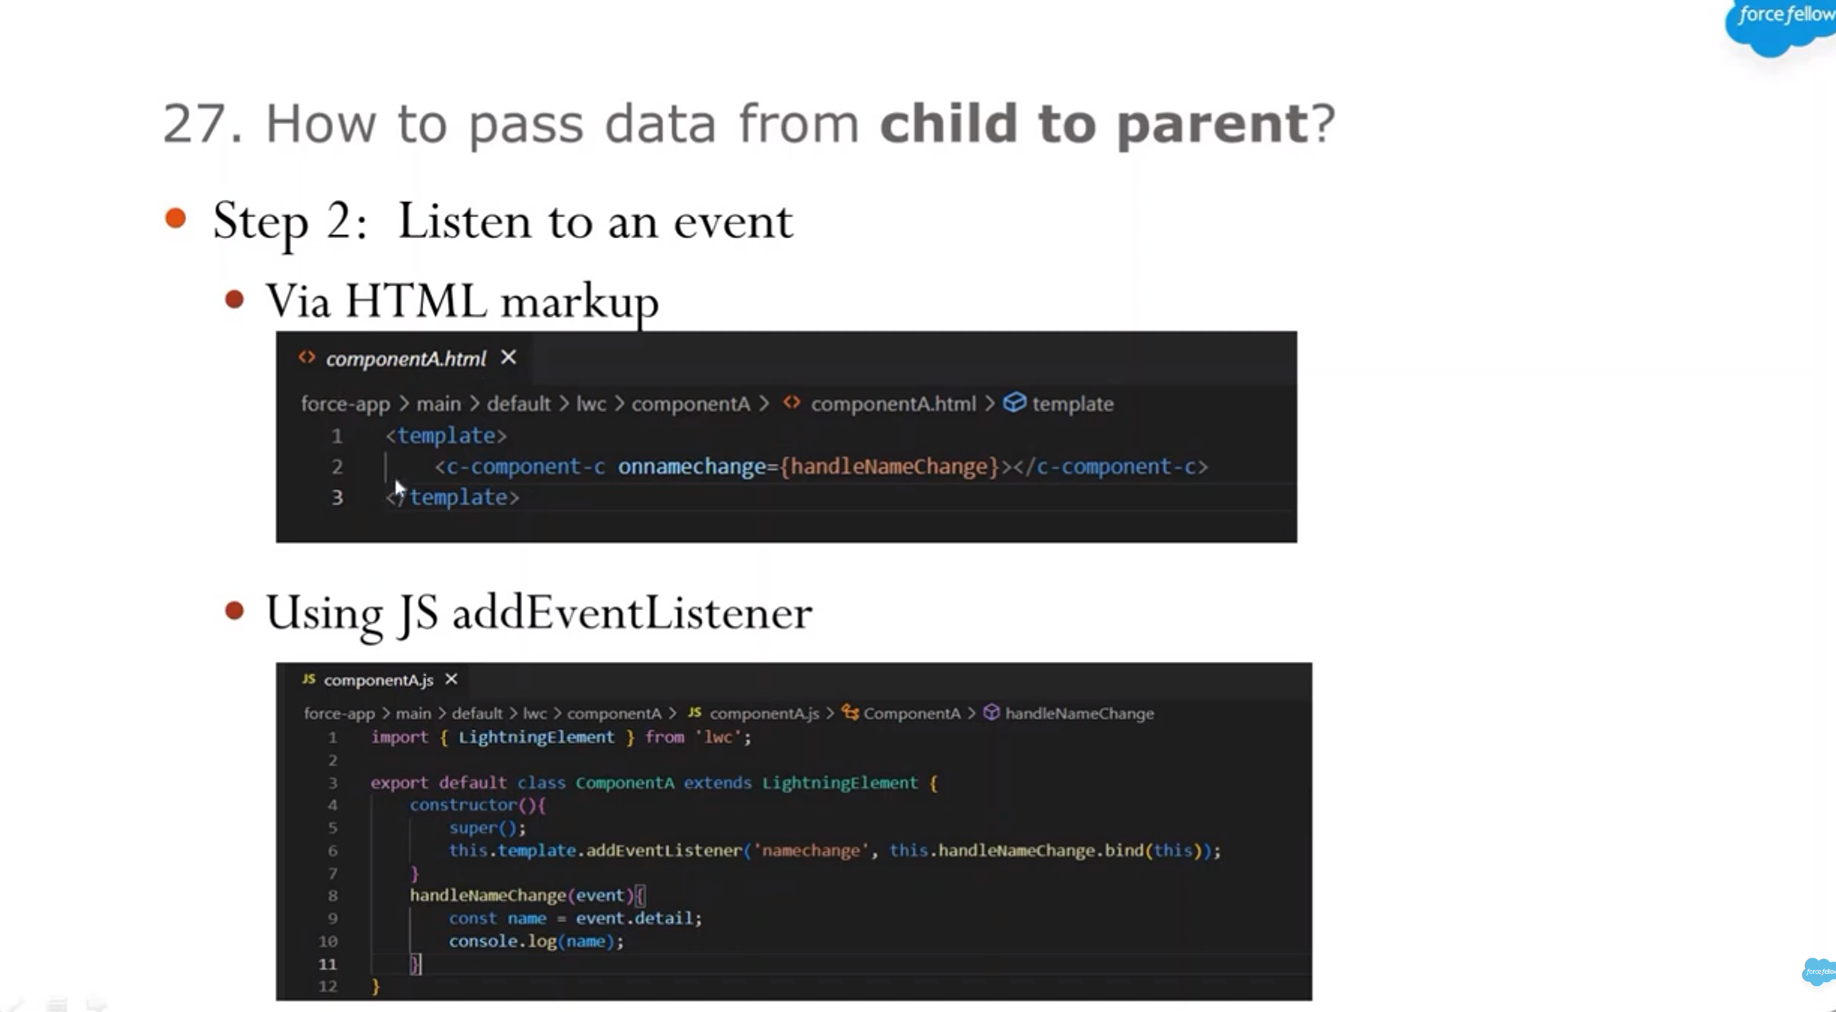 force fellow
27. How to pass data from child to parent?
Step 2: Listen to an event
Via HTML markup
<> componentA.html ×
force-app > main > default > lwc > componentA > <> componentA.html > template
1 <template>
2 <c-component-c onnamechange={handleNameChange}></c-component-c>
3 </template>
Using JS addEventListener
JS componentA.js ×
force-app > main > default > lwc > componentA > JS componentA.js > ComponentA > handleNameChange
1 import { LightningElement } from 'lwc';
2
3 export default class ComponentA extends LightningElement {
4 constructor(){
5 super();
6 this.template.addEventListener('namechange', this.handleNameChange.bind(this));
7 }
8 handleNameChange(event){
9 const name = event.detail;
10 console.log(name);
11 }
12 }
force fellow